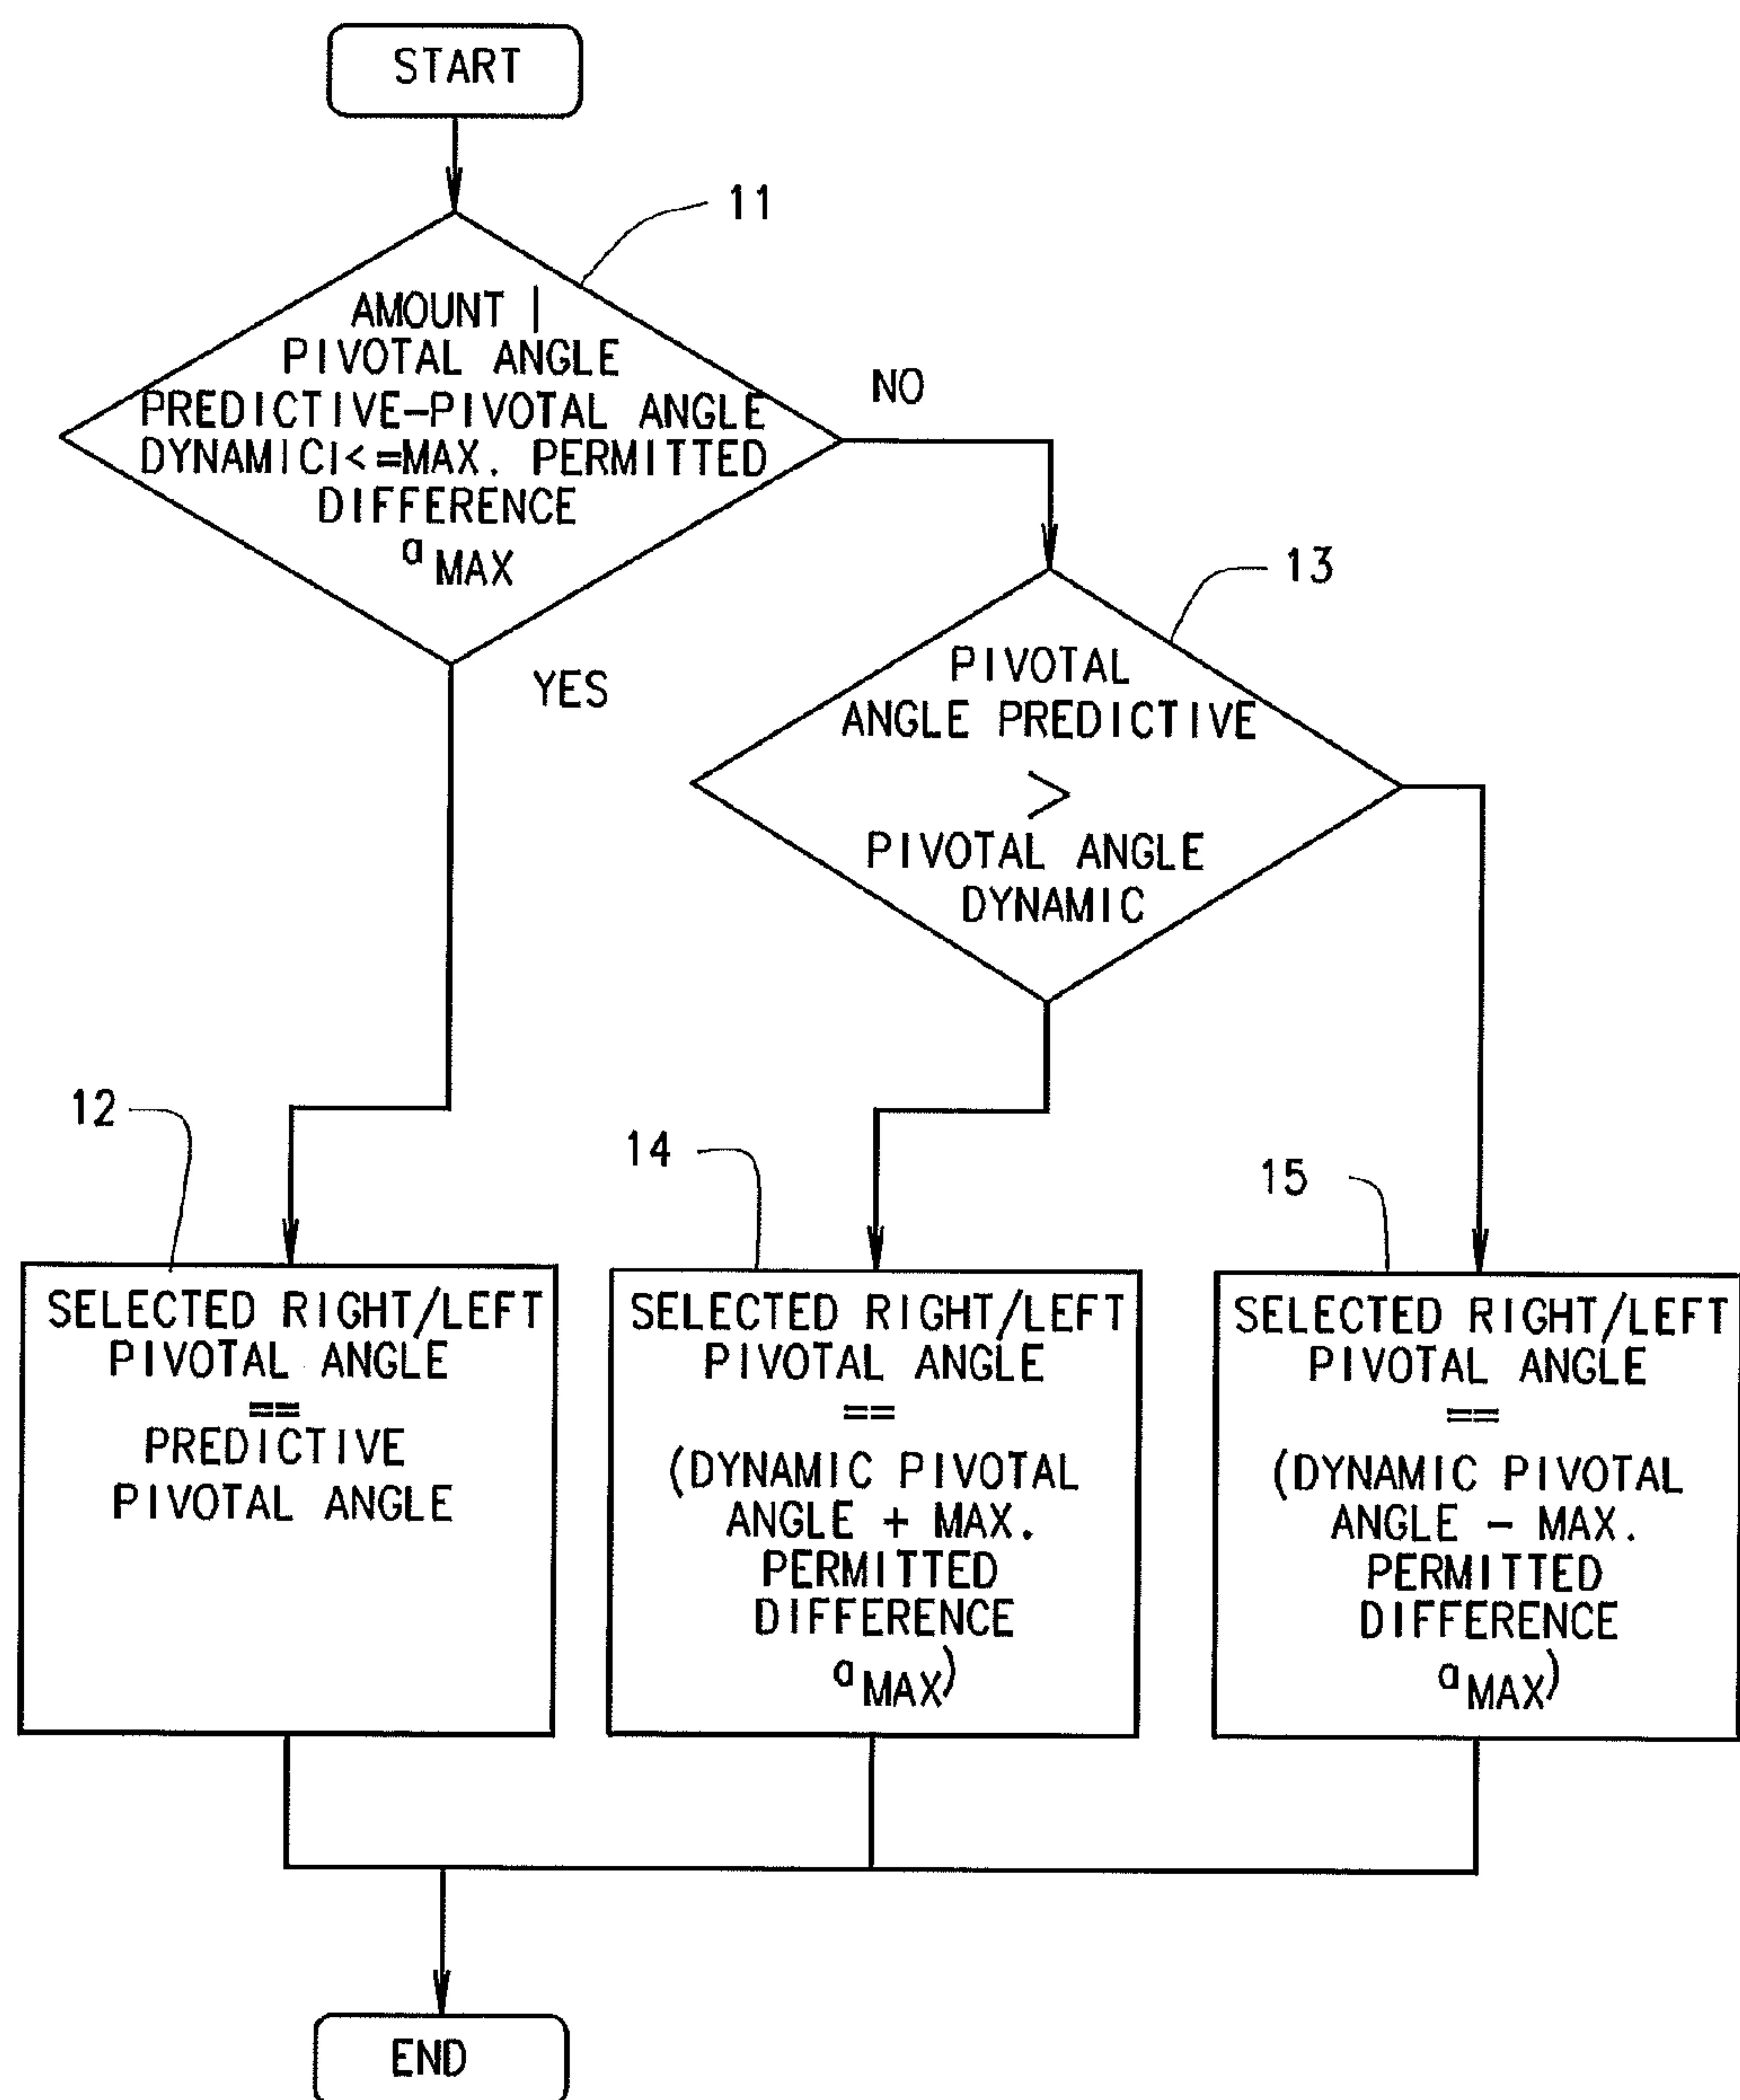 START
11
AMOUNT |
PIVOTAL ANGLE
PREDICTIVE-PIVOTAL ANGLE
DYNAMIC|<=MAX. PERMITTED
DIFFERENCE
a MAX
NO
YES
13
PIVOTAL
ANGLE PREDICTIVE
>
PIVOTAL ANGLE
DYNAMIC
12
SELECTED RIGHT/LEFT
PIVOTAL ANGLE
==
PREDICTIVE
PIVOTAL ANGLE
14
SELECTED RIGHT/LEFT
PIVOTAL ANGLE
==
(DYNAMIC PIVOTAL
ANGLE + MAX.
PERMITTED
DIFFERENCE
a MAX)
15
SELECTED RIGHT/LEFT
PIVOTAL ANGLE
==
(DYNAMIC PIVOTAL
ANGLE - MAX.
PERMITTED
DIFFERENCE
a MAX)
END